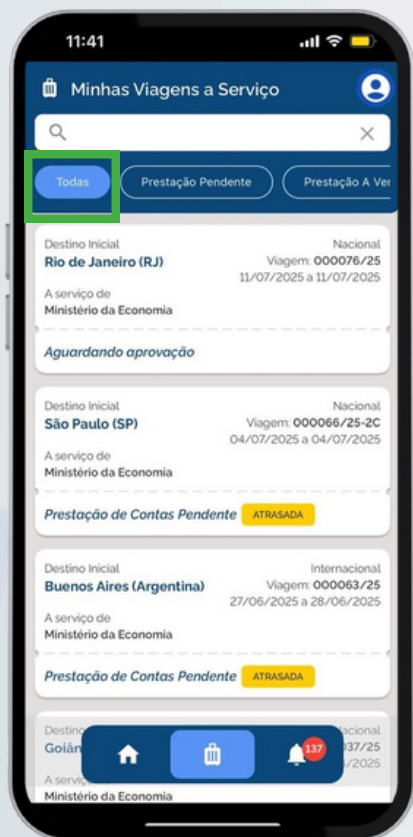 11:41
Minhas Viagens a Serviço
Todas
Prestação Pendente
Prestação A Ver
Destino Inicial
Nacional
Rio de Janeiro (RJ)
Viagem: 000076/25
11/07/2025 a 11/07/2025
A serviço de
Ministério da Economia
Aguardando aprovação
Destino Inicial
Nacional
São Paulo (SP)
Viagem: 000066/25-2C
04/07/2025 a 04/07/2025
A serviço de
Ministério da Economia
Prestação de Contas Pendente ATRASADA
Destino Inicial
Internacional
Buenos Aires (Argentina)
Viagem: 000063/25
27/06/2025 a 28/06/2025
A serviço de
Ministério da Economia
Prestação de Contas Pendente ATRASADA
Destino
acional
Goiân
037/25
/2025
137
A serviç
Ministério da Economia